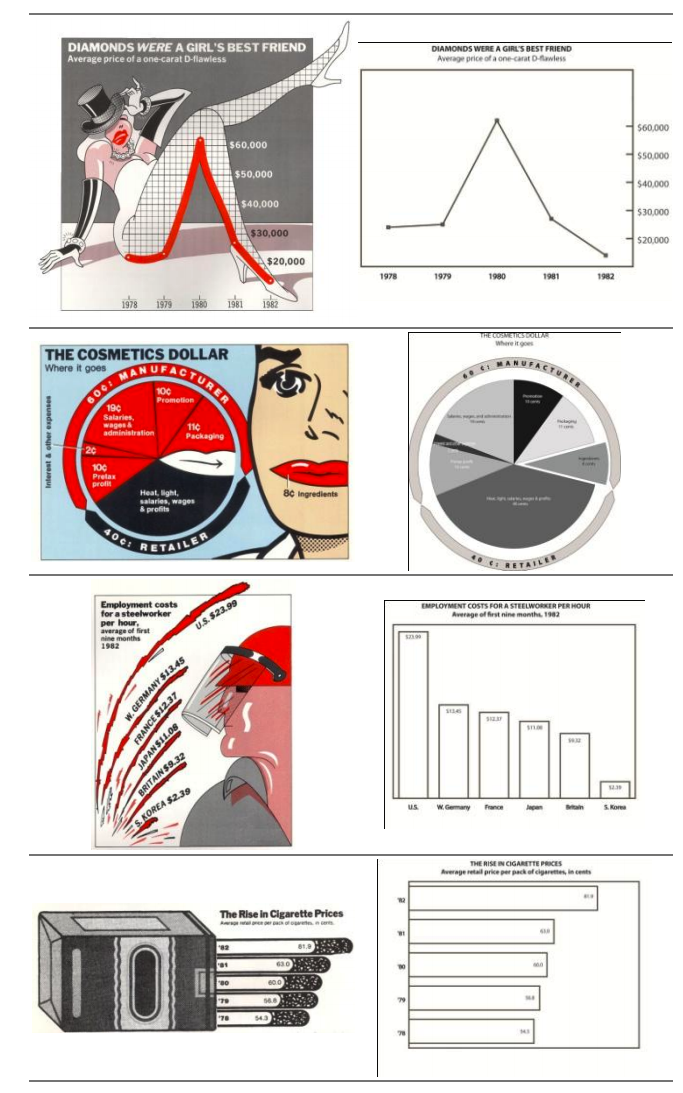 DIAMONDS WERE A GIRL'S BEST FRIEND
Average price of a one-carat D-flawless
$60,000
$50,000
$40,000
$30,000
$20,000
1978 1979 1980 1981 1982
DIAMONDS WERE A GIRL'S BEST FRIEND
Average price of a one-carat D-flawless
$60,000
$50,000
$40,000
$30,000
$20,000
1978 1979 1980 1981 1982
THE COSMETICS DOLLAR
Where it goes
60¢: MANUFACTURER
10¢
Promotion
19¢
Salaries,
wages &
administration
11¢
Packaging
2¢
Interest & other expenses
10¢
Pretax
profit
Heat, light,
salaries, wages
& profits
8¢ Ingredients
40¢: RETAILER
THE COSMETICS DOLLAR
Where it goes
60 ¢: MANUFACTURER
Promotion
Salaries, wages, and administration
Packaging
11 cents
Ingredients
8 cents
Pretax profit
Heat, light, salaries, wages & profits
40 cents
40 ¢: RETAILER
Employment costs
for a steelworker
per hour,
average of first
nine months
1982
U.S. $23.99
W. GERMANY $13.45
FRANCE $12.37
JAPAN $11.08
BRITAIN $9.32
S. KOREA $2.39
EMPLOYMENT COSTS FOR A STEELWORKER PER HOUR
Average of first nine months, 1982
$23.99
$13.45
$12.37
$11.08
$9.32
$2.39
U.S. W. Germany France Japan Britain S. Korea
The Rise in Cigarette Prices
Average retail price per pack of cigarettes, in cents.
'82 81.9
'81 63.0
'80 60.0
'79 56.8
'78 54.3
THE RISE IN CIGARETTE PRICES
Average retail price per pack of cigarettes, in cents
'82 81.9
'81 63.0
'80 60.0
'79 56.8
'78 54.3